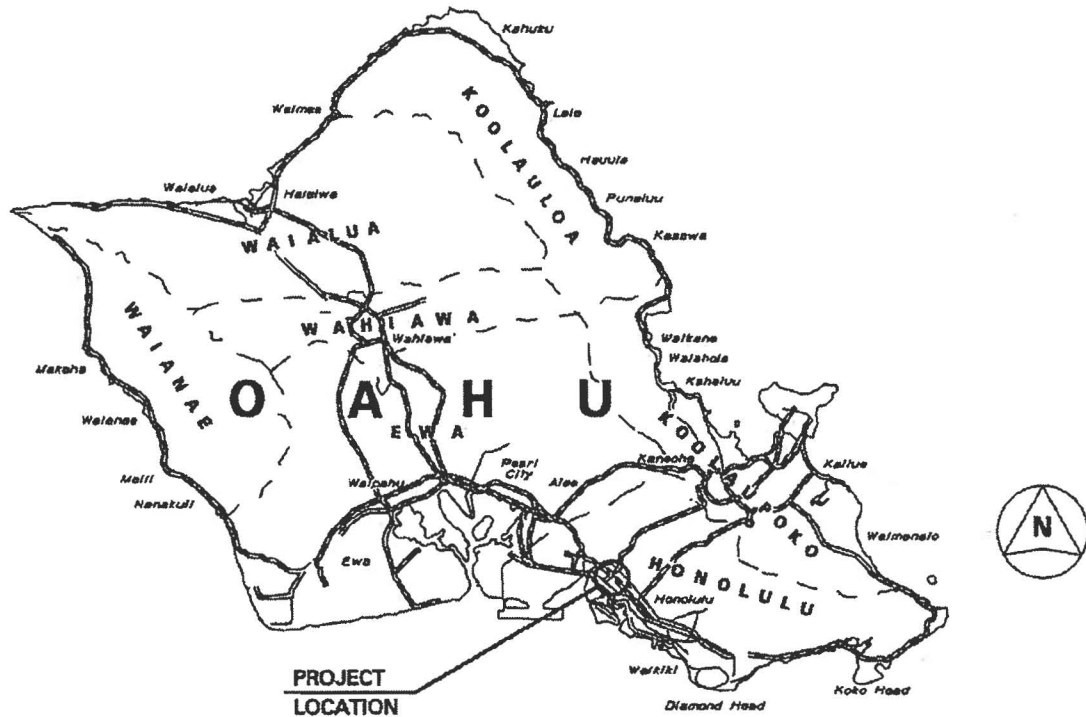 Kahuku
Waimea
Laie
KOOLAULOA
Hauula
Waialua
Haleiwa
Punaluu
WAIALUA
Kaaawa
WAIANAE
WAHIAWA
Wahiawa
Waikane
Waiahole
Makaha
OAHU
Kahaluu
Waianae
EWA
KOOLAUPOKO
Maili
Waipahu
Pearl
City
Aiea
Kaneohe
Kailua
Nanakuli
Waimanalo
N
Ewa
HONOLULU
Honolulu
PROJECT
LOCATION
Waikiki
Diamond Head
Koko Head